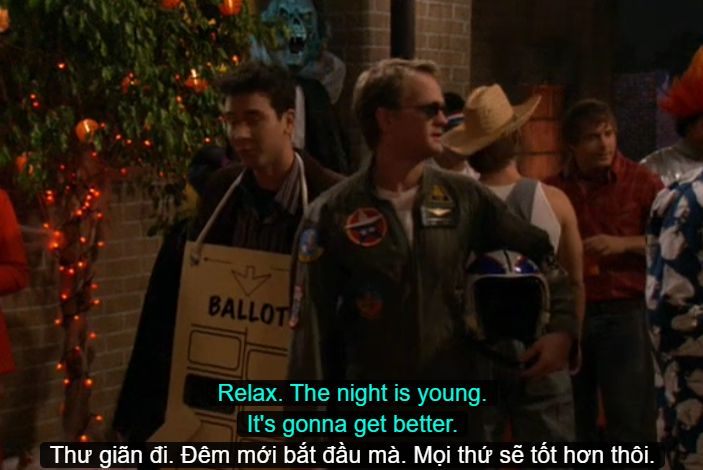 BALLOT
Relax. The night is young.
It's gonna get better.
Thư giãn đi. Đêm mới bắt đầu mà. Mọi thứ sẽ tốt hơn thôi.